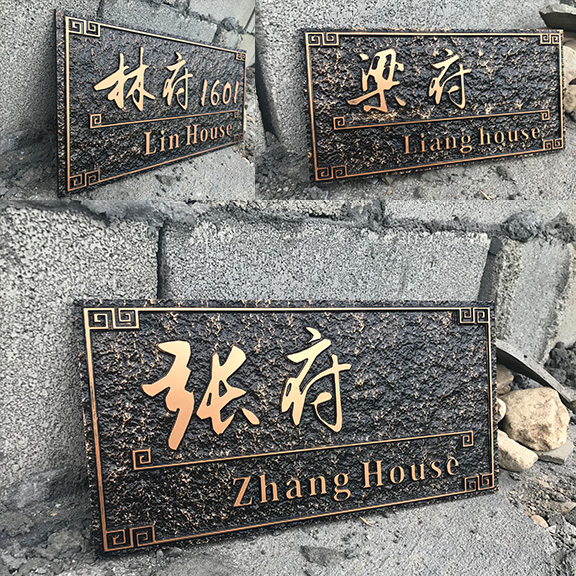 林府 1601
Lin House
梁府
Liang house
张府
Zhang House